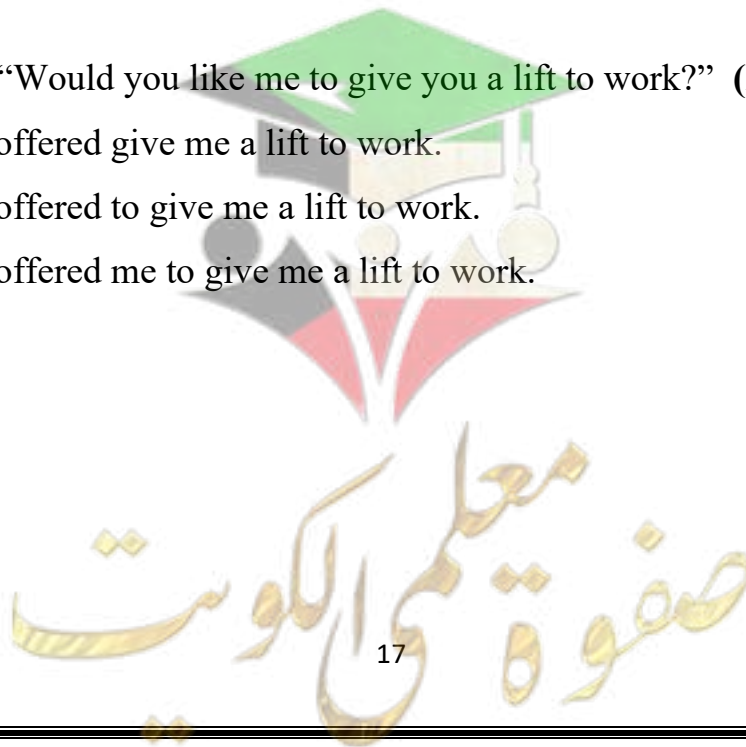 “Would you like me to give you a lift to work?” (
offered give me a lift to work.
offered to give me a lift to work.
offered me to give me a lift to work.
صفوة معلمى الكويت
17